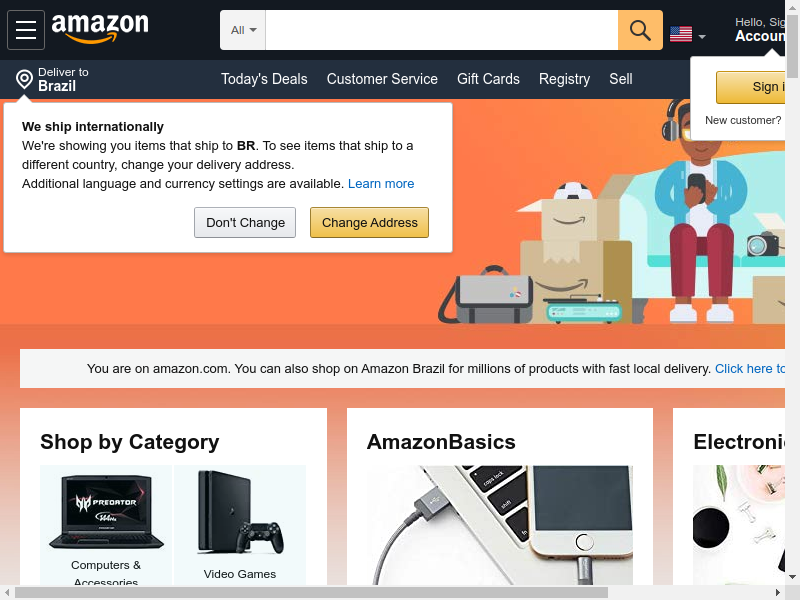 amazon
All
Hello, Sig
Accoun
Deliver to
Brazil
Today's Deals
Customer Service
Gift Cards
Registry
Sell
Sign i
New customer?
We ship internationally
We're showing you items that ship to BR. To see items that ship to a
different country, change your delivery address.
Additional language and currency settings are available. Learn more
Don't Change
Change Address
You are on amazon.com. You can also shop on Amazon Brazil for millions of products with fast local delivery. Click here to
Shop by Category
AmazonBasics
Electroni
PREDATOR
144Hz
caps lock
shift
Computers &
Accessories
Video Games